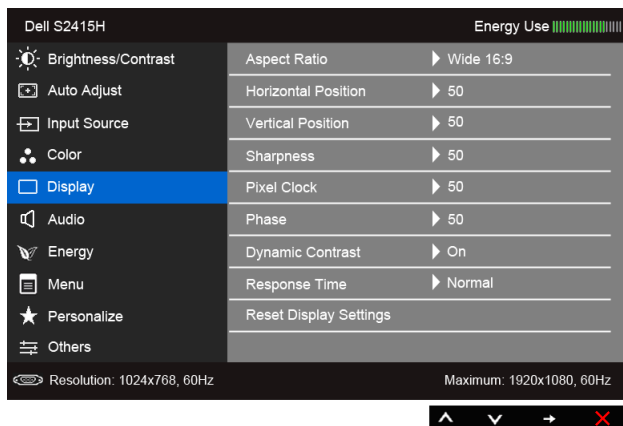 Dell S2415H Energy Use
Brightness/Contrast Aspect Ratio Wide 16:9
Auto Adjust Horizontal Position 50
Input Source Vertical Position 50
Color Sharpness 50
Display Pixel Clock 50
Audio Phase 50
Energy Dynamic Contrast On
Menu Response Time Normal
Personalize Reset Display Settings
Others
Resolution: 1024x768, 60Hz Maximum: 1920x1080, 60Hz